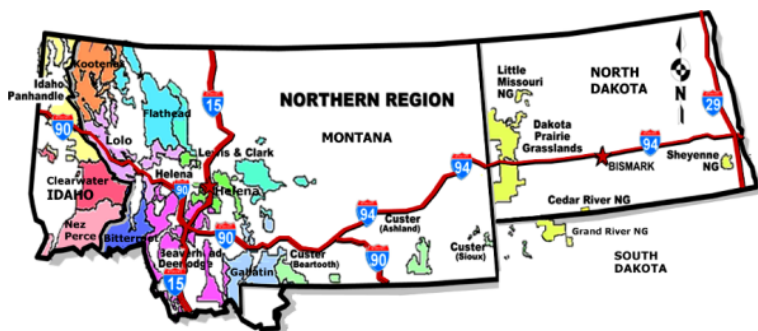 Kootenai
Idaho
Panhandle
90
Lolo
Flathead
15
Lewis & Clark
Helena
90
Helena
Clearwater
IDAHO
Nez
Perce
Bitterroot
Beaverhead-
Deerlodge
15
90
Gallatin
Custer
(Beartooth)
NORTHERN REGION
MONTANA
94
Custer
(Ashland)
90
94
Custer
(Sioux)
Little
Missouri
NG
NORTH
DAKOTA
N
29
Dakota
Prairie
Grasslands
BISMARK
94
Sheyenne
NG
Cedar River NG
Grand River NG
SOUTH
DAKOTA